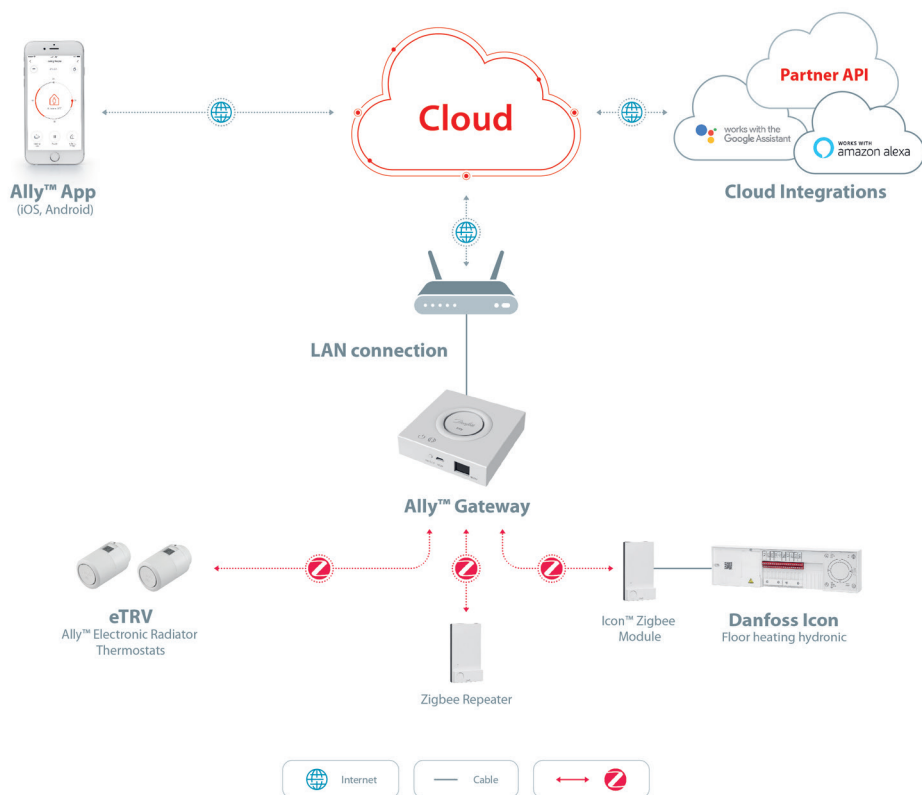 Cloud
Partner API
works with the
Google Assistant
WORKS WITH
amazon alexa
Ally™ App
(iOS, Android)
Cloud Integrations
LAN connection
Ally™ Gateway
eTRV
Ally™ Electronic Radiator
Thermostats
Zigbee Repeater
Icon™ Zigbee
Module
Danfoss Icon
Floor heating hydronic
Internet
Cable